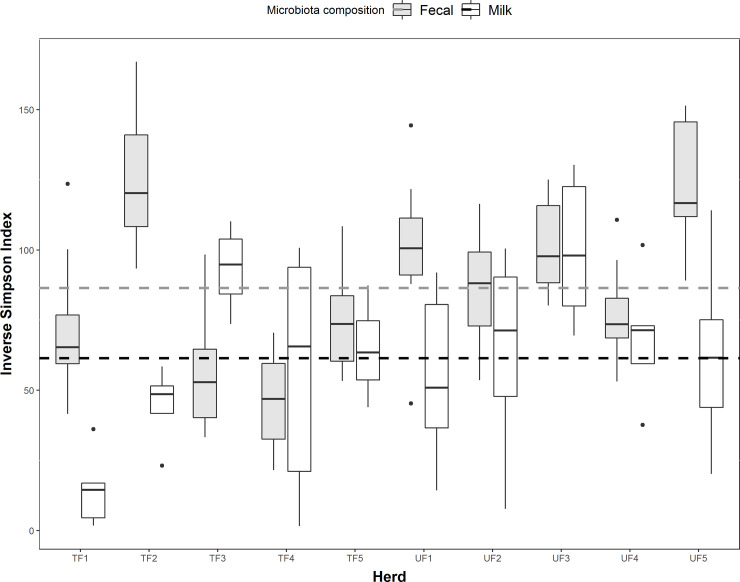 Microbiota composition Fecal Milk
Inverse Simpson Index
150
100
50
0
TF1 TF2 TF3 TF4 TF5 UF1 UF2 UF3 UF4 UF5
Herd